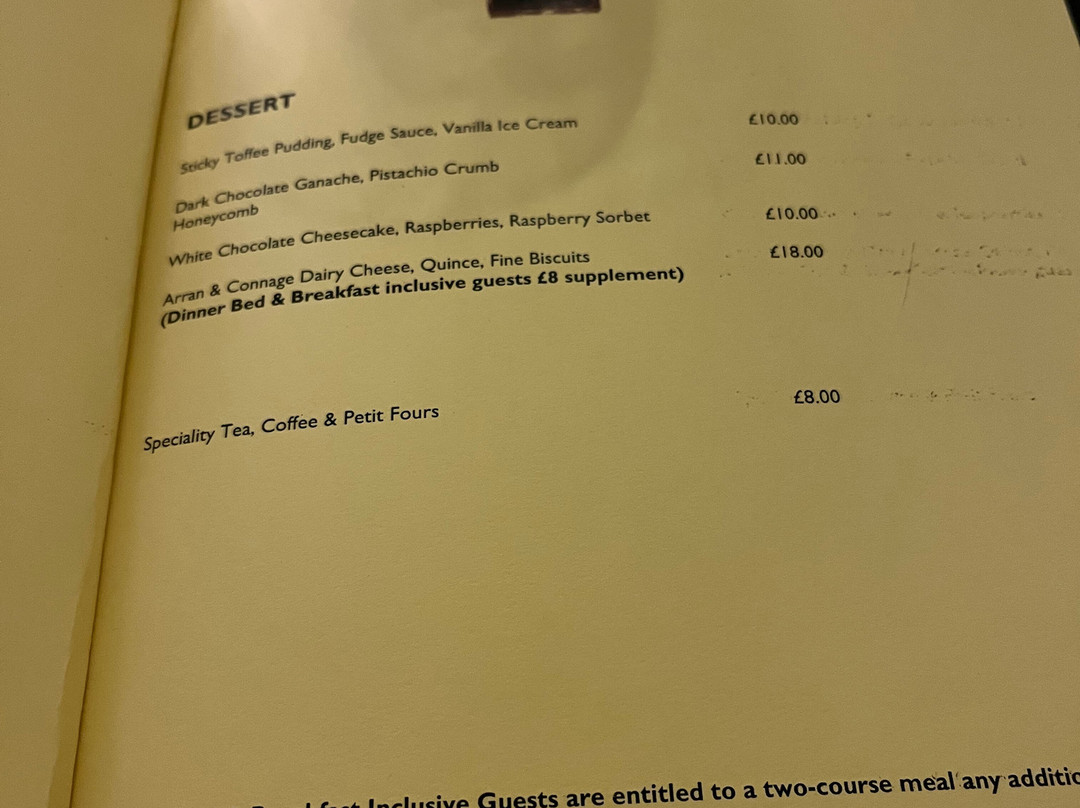 DESSERT
Sticky Toffee Pudding, Fudge Sauce, Vanilla Ice Cream £10.00
Dark Chocolate Ganache, Pistachio Crumb £11.00
Honeycomb
White Chocolate Cheesecake, Raspberries, Raspberry Sorbet £10.00
Arran & Connage Dairy Cheese, Quince, Fine Biscuits £18.00
(Dinner Bed & Breakfast inclusive guests £8 supplement)
Speciality Tea, Coffee & Petit Fours £8.00
Inclusive Guests are entitled to a two-course meal any